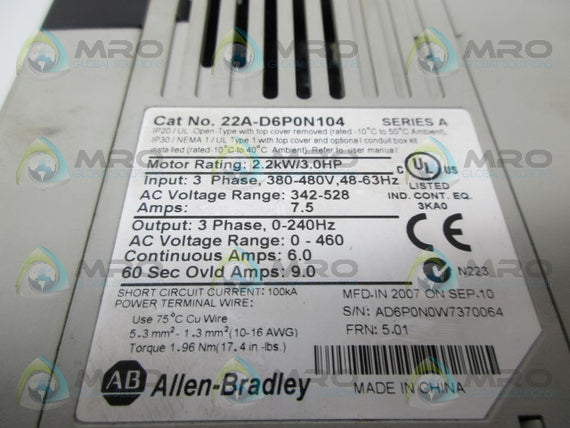 Cat No. 22A-D6P0N104 SERIES A
IP20 / UL Open Type with top cover removed (rated -10°C to 50°C Ambient).
IP30 / NEMA 1 / UL Type 1 with top cover and optional conduit box kit
installed (rated -10°C to 40°C Ambient). Refer to user manual
Motor Rating: 2.2kW/3.0HP
Input: 3 Phase, 380-480V, 48-63Hz
AC Voltage Range: 342-528
Amps: 7.5
C UL US
LISTED
IND. CONT. EQ.
3KA0
Output: 3 Phase, 0-240Hz
AC Voltage Range: 0 - 460
Continuous Amps: 6.0
60 Sec Ovld Amps: 9.0
CE
N223
SHORT CIRCUIT CURRENT: 100kA
POWER TERMINAL WIRE:
Use 75°C Cu Wire
5.3 mm² - 1.3 mm² (10-16 AWG)
Torque 1.96 Nm(17.4 in -lbs.)
MFD-IN 2007 ON SEP-10
S/N: AD6P0N0W7370064
FRN: 5.01
AB Allen-Bradley
MADE IN CHINA
MRO
GLOBAL SOLUTIONS